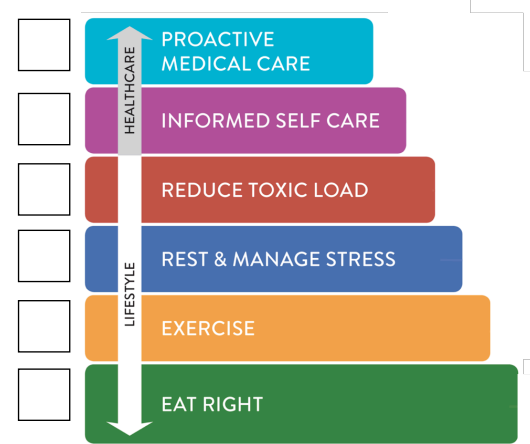 PROACTIVE
MEDICAL CARE
HEALTHCARE
INFORMED SELF CARE
REDUCE TOXIC LOAD
REST & MANAGE STRESS
LIFESTYLE
EXERCISE
EAT RIGHT